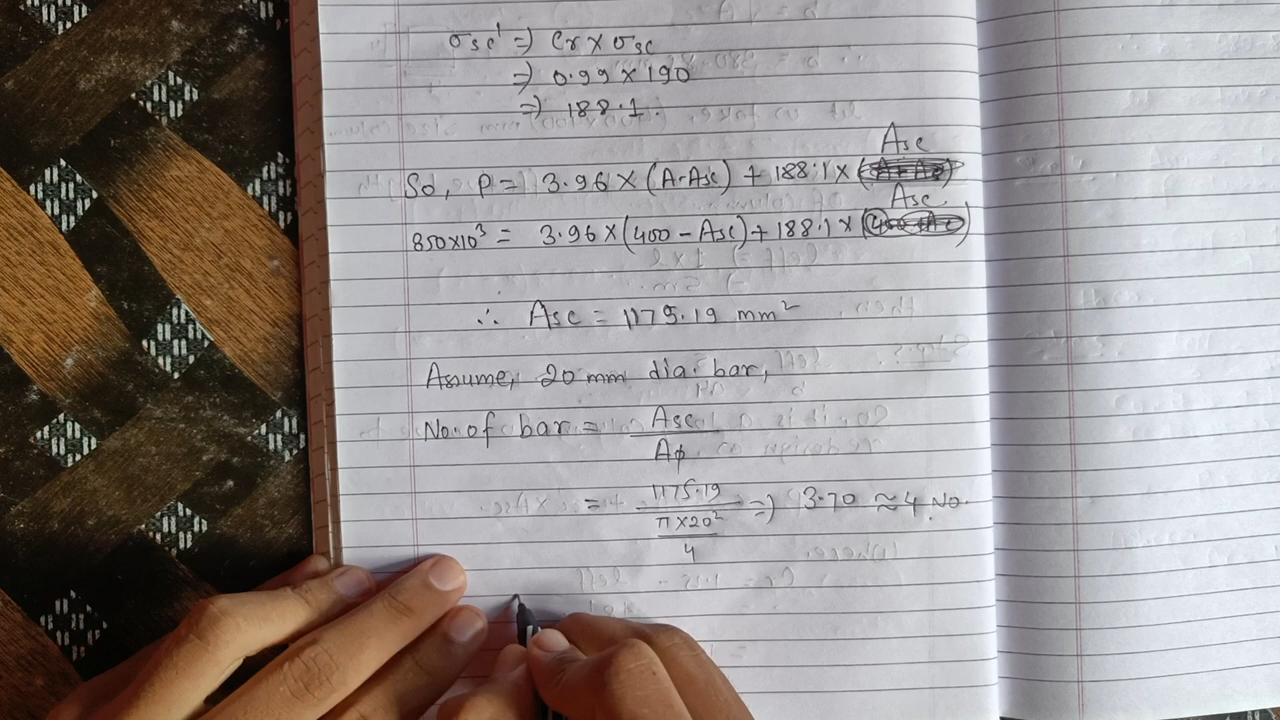 σsc' ⇒ Cr × σsc
⇒ 0.99 × 190
⇒ 188.1.
Asc
So, P = 3.96 × (A-Asc) + 188.1 × (
Asc
850×10³ = 3.96 × (400 - Asc) + 188.1 × ( )
∴ Asc = 1175.19 mm²
Assume, 20 mm dia. bar,
No. of bar = Asc
Aφ
= 1175.19 ⇒ 3.70 ≈ 4 No.
π × 20²
4